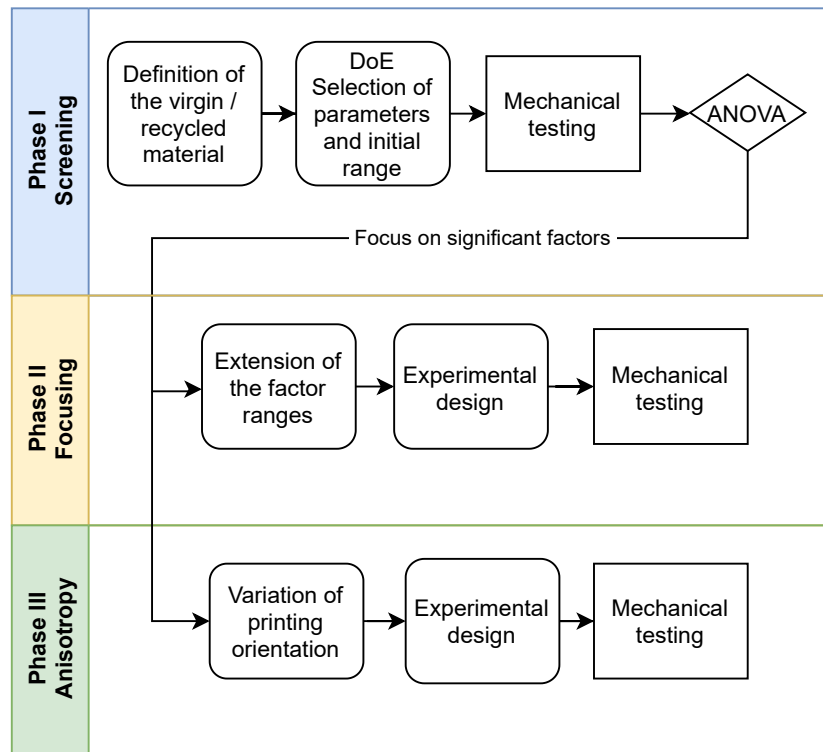 Phase I
Screening
Definition of
the virgin /
recycled
material
DoE
Selection of
parameters
and initial
range
Mechanical
testing
ANOVA
Focus on significant factors
Phase II
Focusing
Extension of
the factor
ranges
Experimental
design
Mechanical
testing
Phase III
Anisotropy
Variation of
printing
orientation
Experimental
design
Mechanical
testing